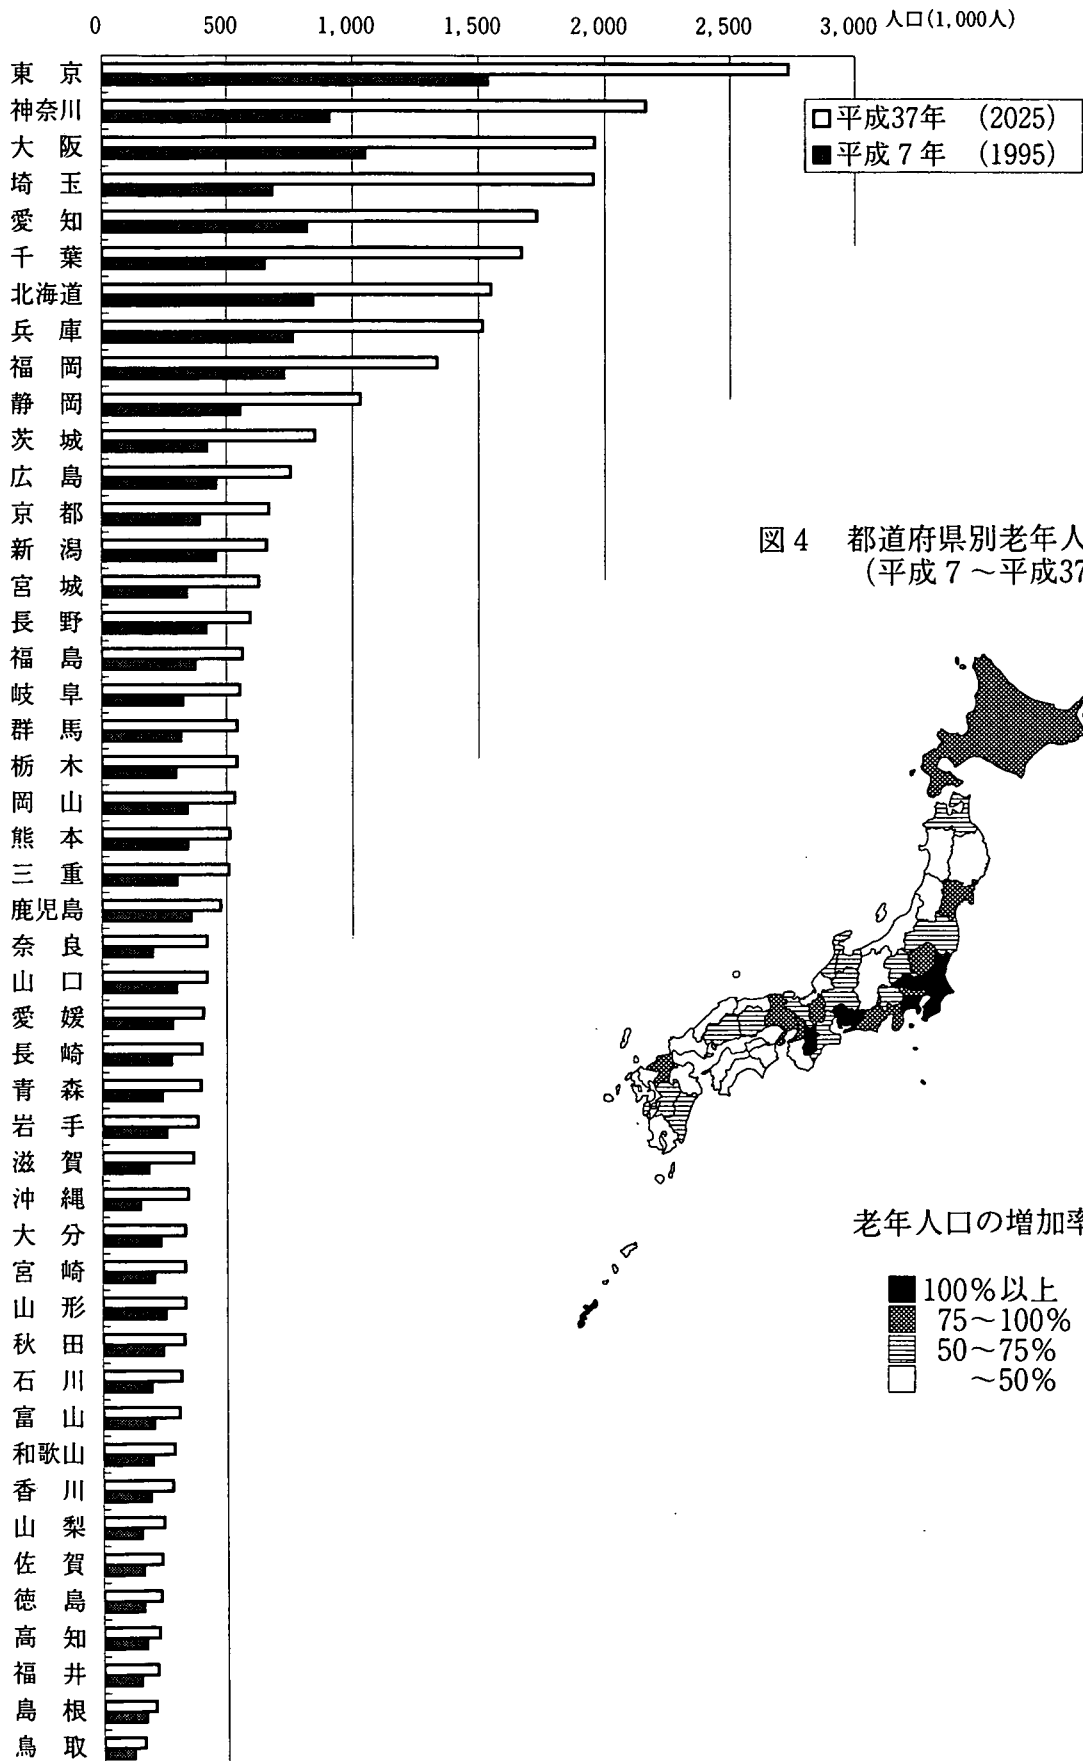 0 500 1,000 1,500 2,000 2,500 3,000 人口(1,000人)
東京
神奈川
大阪
埼玉
愛知
千葉
北海道
兵庫
福岡
静岡
茨城
広島
京都
新潟
宮城
長野
福島
岐阜
群馬
栃木
岡山
熊本
三重
鹿児島
奈良
山口
愛媛
長崎
青森
岩手
滋賀
沖縄
大分
宮崎
山形
秋田
石川
富山
和歌山
香川
山梨
佐賀
徳島
高知
福井
島根
鳥取
平成37年 (2025)
平成7年 (1995)
図4 都道府県別老年人
(平成7～平成37
老年人口の増加率
100%以上
75～100%
50～75%
～50%